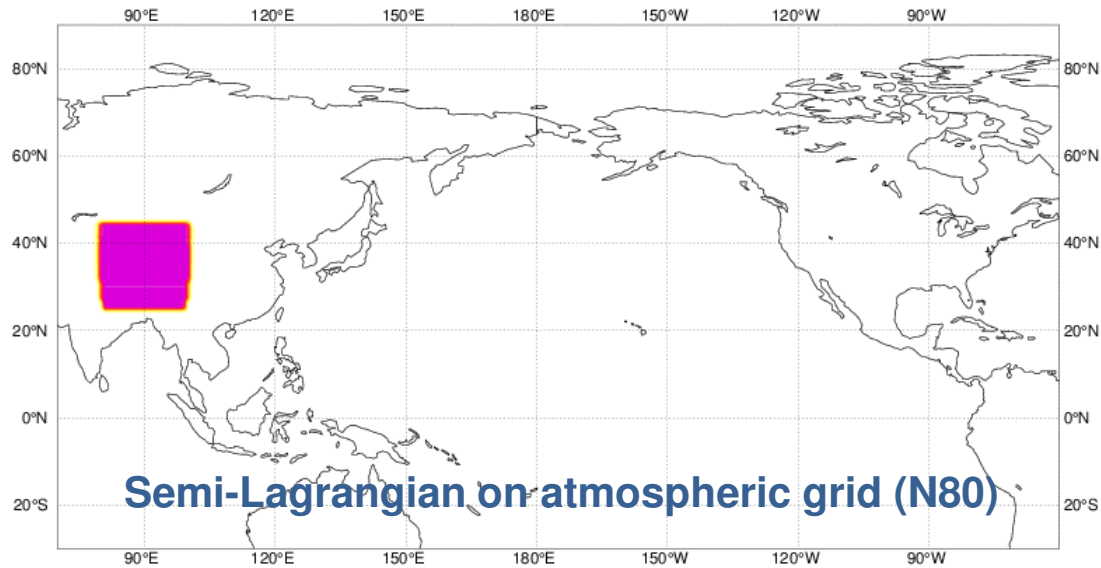 90°E 120°E 150°E 180°E 150°W 120°W 90°W
80°N 80°N
60°N 60°N
40°N 40°N
20°N 20°N
0°N 0°N
Semi-Lagrangian on atmospheric grid (N80)
20°S 20°S
90°E 120°E 150°E 180°E 150°W 120°W 90°W